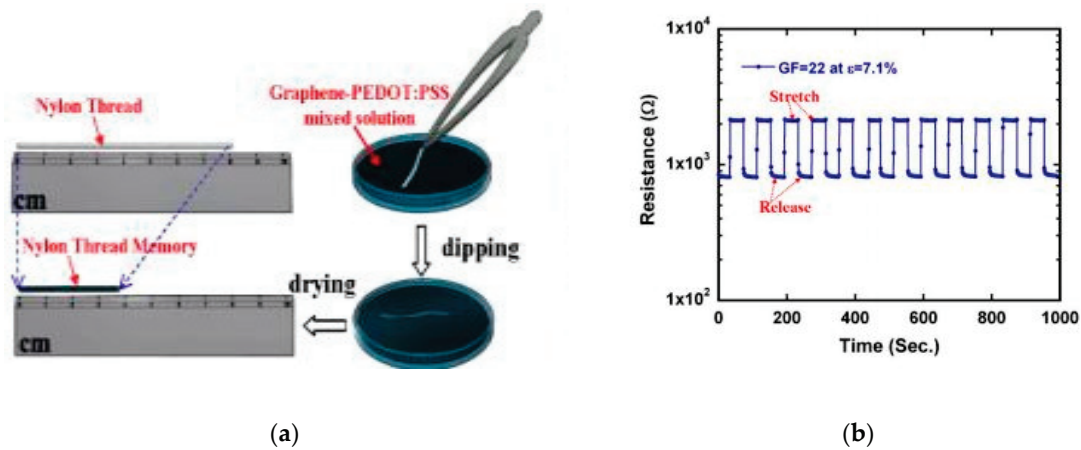 Nylon Thread
cm
Graphene-PEDOT:PSS
mixed solution
dipping
drying
Nylon Thread Memory
cm
(a)
GF=22 at ε=7.1%
Stretch
Release
1x10⁴
1x10³
1x10²
Resistance (Ω)
0 200 400 600 800 1000
Time (Sec.)
(b)